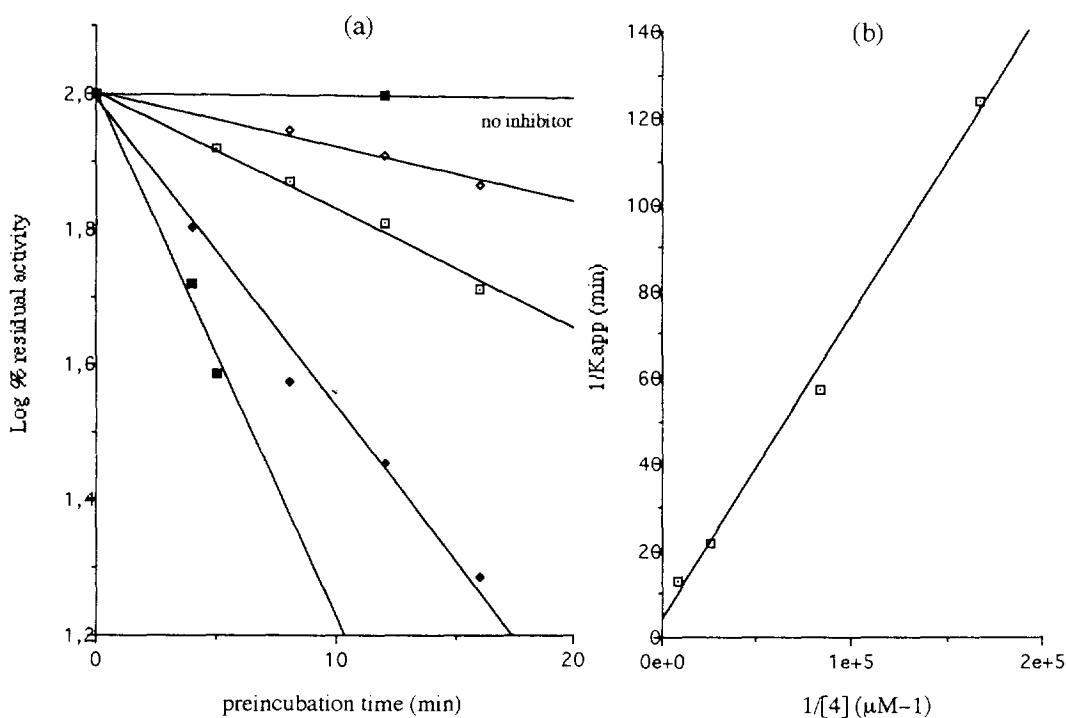 (a)
2,0
1,8
1,6
1,4
1,2
0
10
20
no inhibitor
Log % residual activity
preincubation time (min)
(b)
140
120
100
80
60
40
20
0
0e+0
1e+5
2e+5
1/Kapp (min)
1/[4] (µM–1)